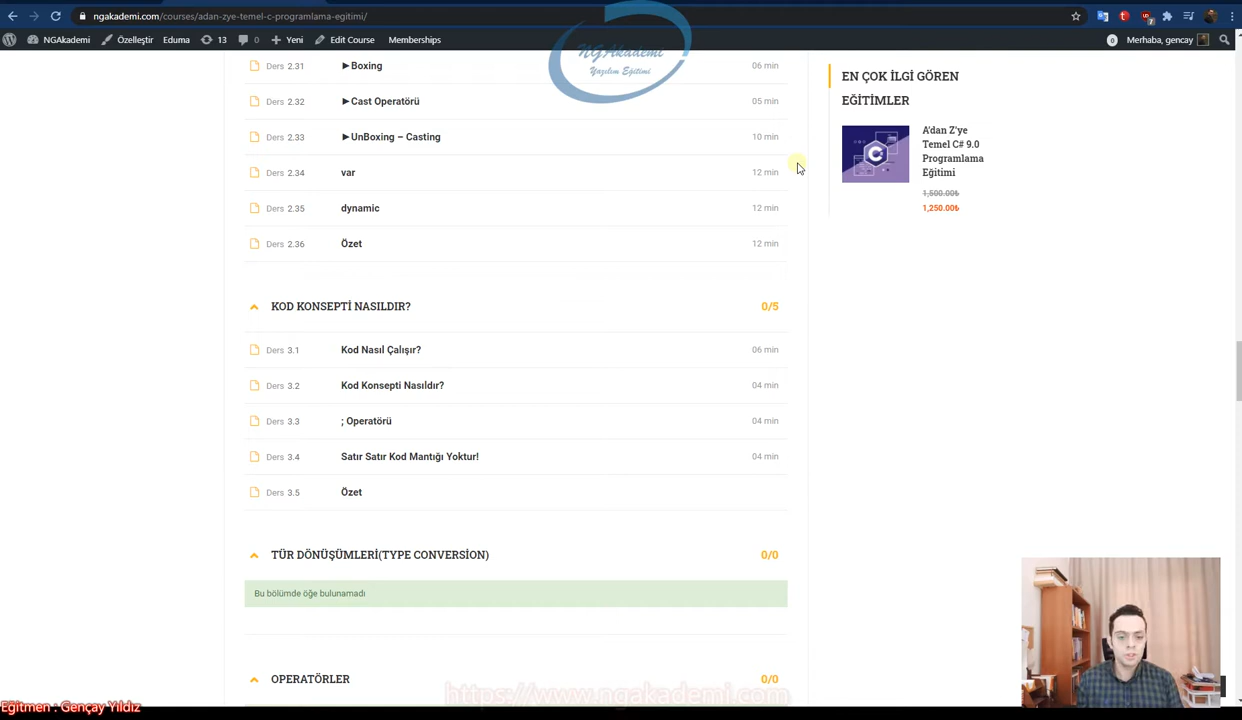 ngakademi.com/courses/adan-zye-temel-c-programlama-egitimi/
NGAkademi
Özelleştir
Eduma
13
0
Yeni
Edit Course
Memberships
0
Merhaba, gencay
7
NGAkademi
Yazılım Eğitimi
Ders 2.31 ►Boxing 06 min
Ders 2.32 ►Cast Operatörü 05 min
Ders 2.33 ►UnBoxing – Casting 10 min
Ders 2.34 var 12 min
Ders 2.35 dynamic 12 min
Ders 2.36 Özet 12 min
KOD KONSEPTİ NASILDIR? 0/5
Ders 3.1 Kod Nasıl Çalışır? 06 min
Ders 3.2 Kod Konsepti Nasıldır? 04 min
Ders 3.3 ; Operatörü 04 min
Ders 3.4 Satır Satır Kod Mantığı Yoktur! 04 min
Ders 3.5 Özet
TÜR DÖNÜŞÜMLERİ(TYPE CONVERSİON) 0/0
Bu bölümde öğe bulunamadı
OPERATÖRLER 0/0
EN ÇOK İLGİ GÖREN
EĞİTİMLER
A'dan Z'ye
Temel C# 9.0
Programlama
Eğitimi
1,500.00₺
1,250.00₺
https://www.ngakademi.com
Eğitmen : Gençay Yıldız